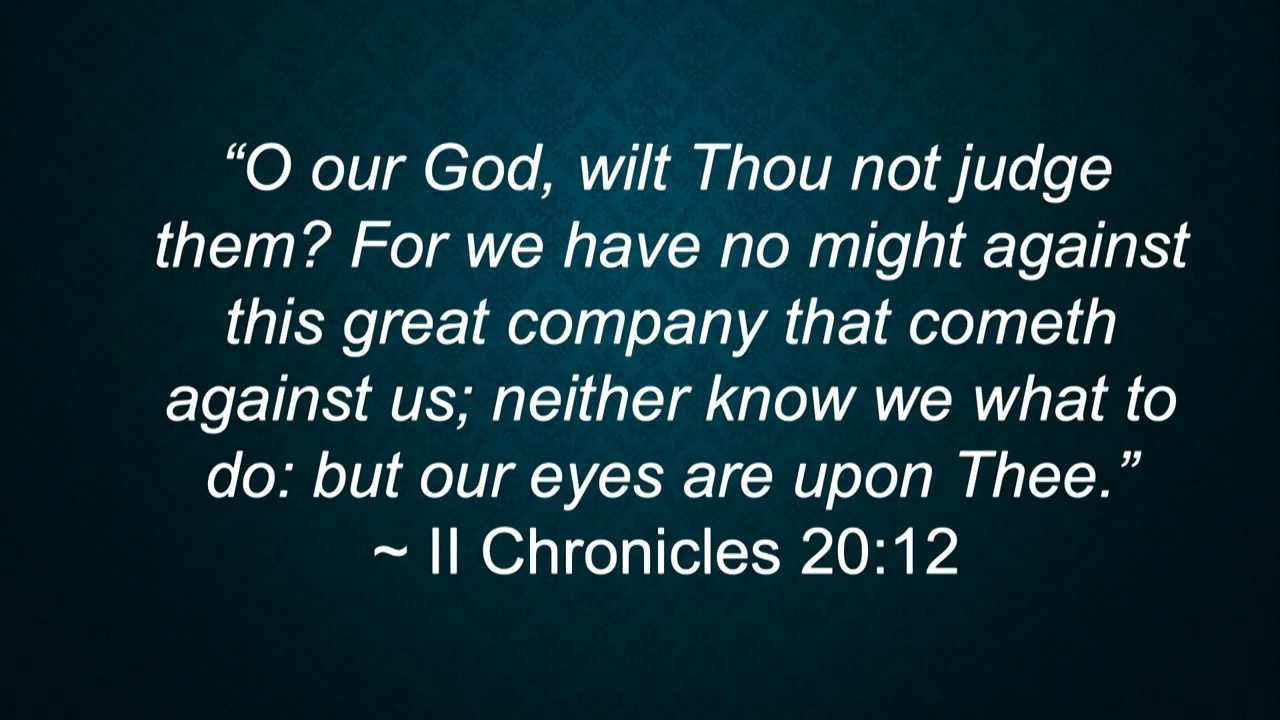 “O our God, wilt Thou not judge
them? For we have no might against
this great company that cometh
against us; neither know we what to
do: but our eyes are upon Thee.”
~ II Chronicles 20:12